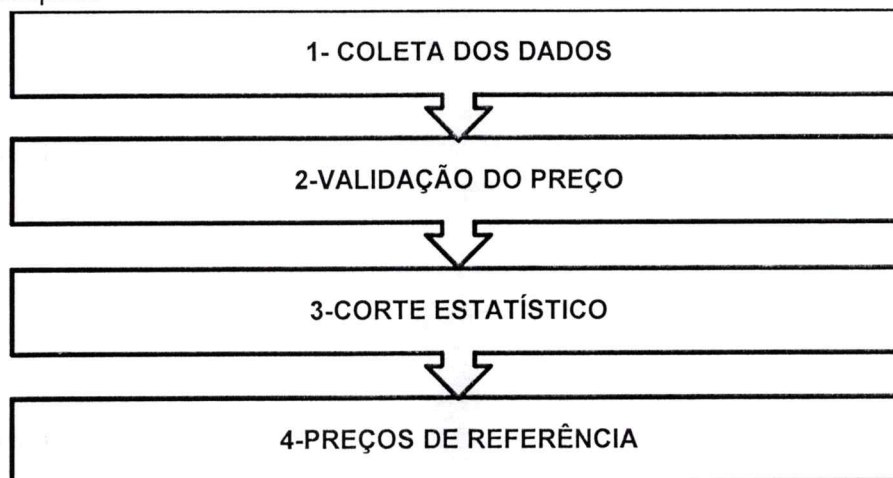 1- COLETA DOS DADOS
2-VALIDAÇÃO DO PREÇO
3-CORTE ESTATÍSTICO
4-PREÇOS DE REFERÊNCIA